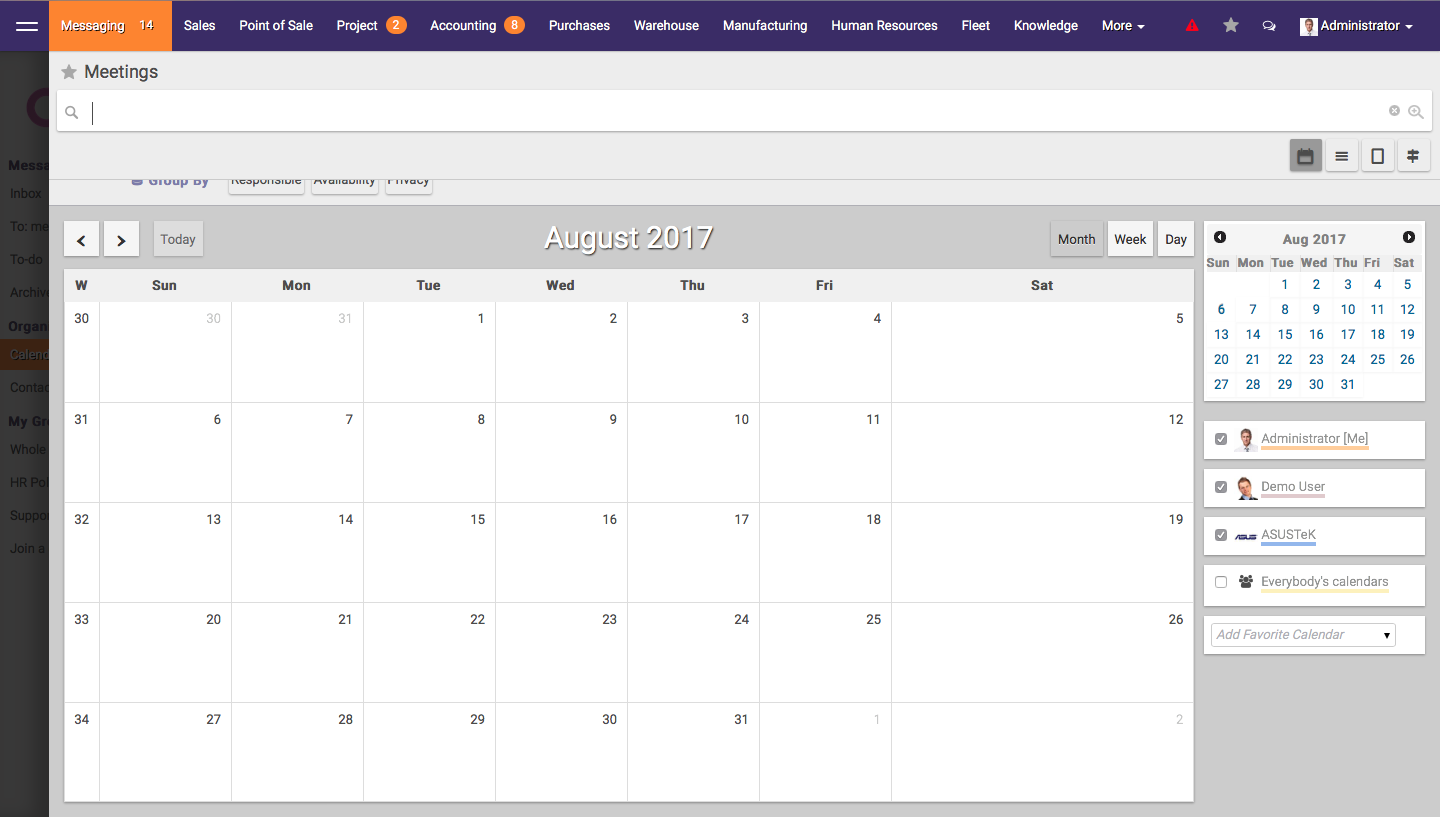 Messaging 14 Sales Point of Sale Project 2 Accounting 8 Purchases Warehouse Manufacturing Human Resources Fleet Knowledge More Administrator
Meetings
Messa
Inbox
To: me
To-do
Archive
Organ
Calend
Contac
My Gr
Whole
HR Pol
Suppo
Join a
Group By Responsible Availability Privacy
Today August 2017 Month Week Day
W Sun Mon Tue Wed Thu Fri Sat
30 30 31 1 2 3 4 5
31 6 7 8 9 10 11 12
32 13 14 15 16 17 18 19
33 20 21 22 23 24 25 26
34 27 28 29 30 31 1 2
Aug 2017
Sun Mon Tue Wed Thu Fri Sat
1 2 3 4 5
6 7 8 9 10 11 12
13 14 15 16 17 18 19
20 21 22 23 24 25 26
27 28 29 30 31
Administrator [Me]
Demo User
ASUS ASUSTeK
Everybody's calendars
Add Favorite Calendar